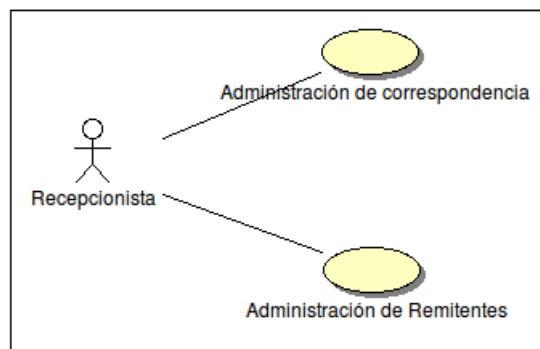 Administración de correspondencia
Recepcionista
Administración de Remitentes